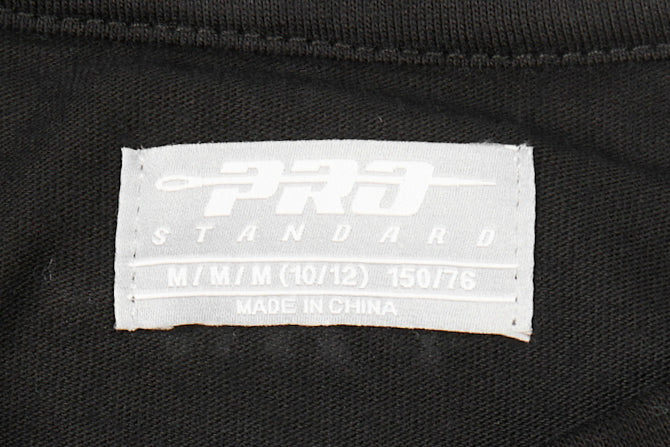 PRO
STANDARD
M/M/M (10/12) 150/76
MADE IN CHINA